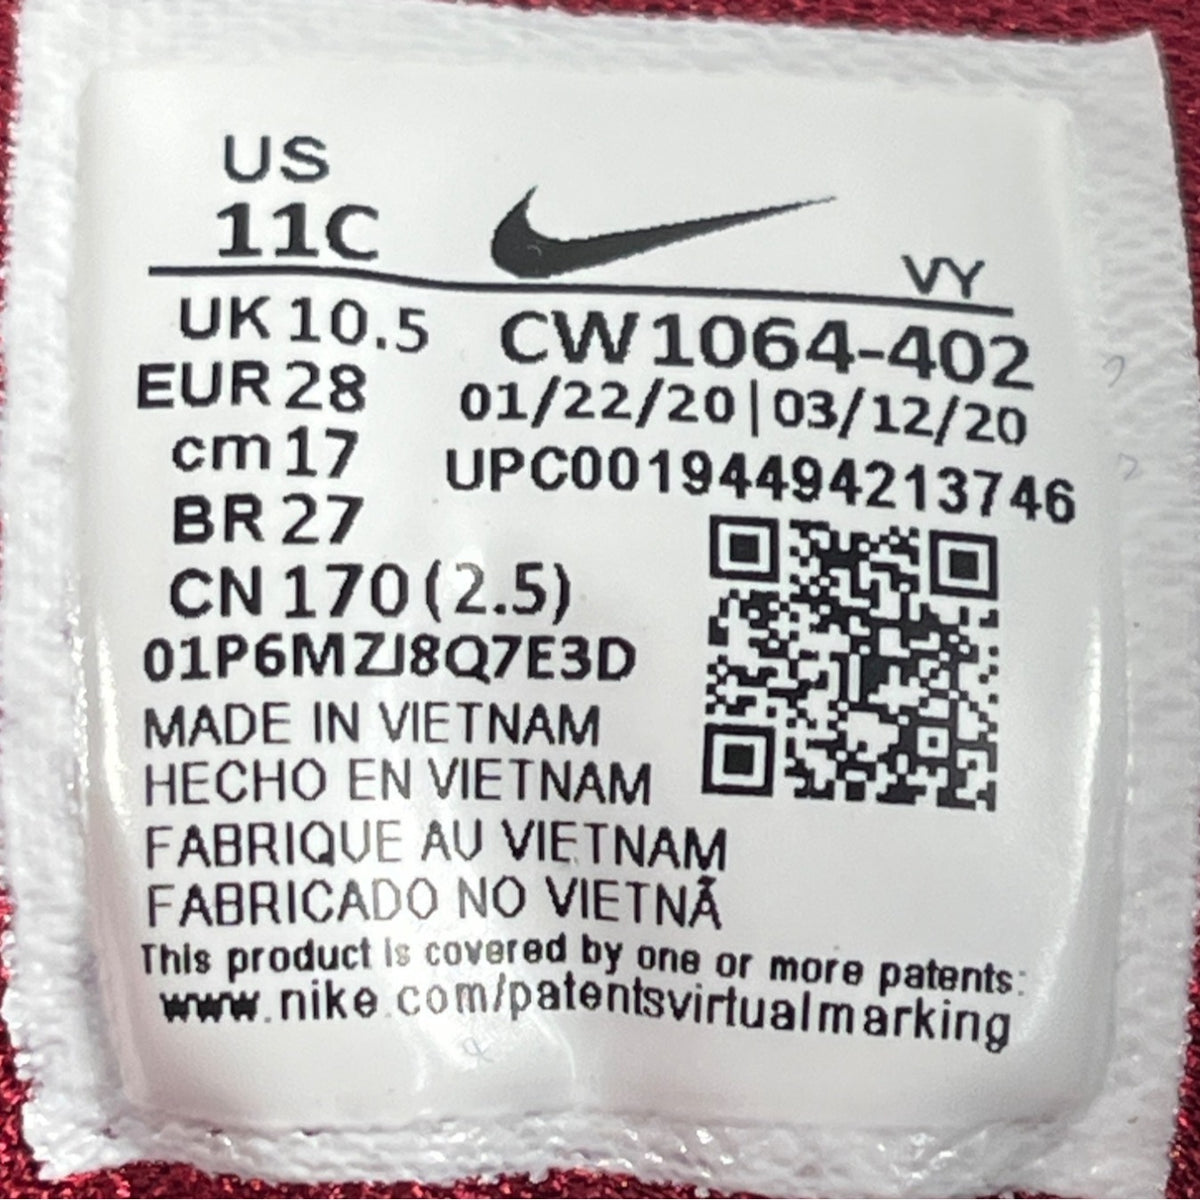 US
11C
VY
UK 10.5
CW1064-402
EUR 28
01/22/20|03/12/20
cm 17
UPC00194494213746
BR 27
CN 170 (2.5)
01P6MZJ8Q7E3D
MADE IN VIETNAM
HECHO EN VIETNAM
FABRIQUE AU VIETNAM
FABRICADO NO VIETNÃ
This product is covered by one or more patents:
www.nike.com/patentsvirtualmarking